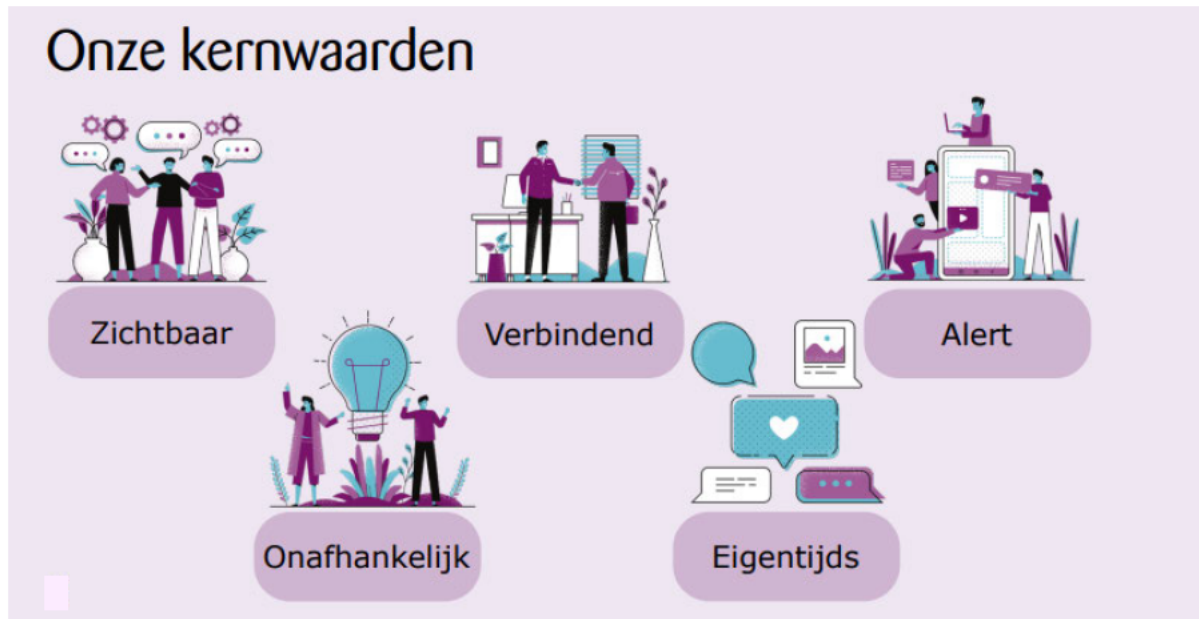 Onze kernwaarden
Zichtbaar
Verbindend
Alert
Onafhankelijk
Eigentijds